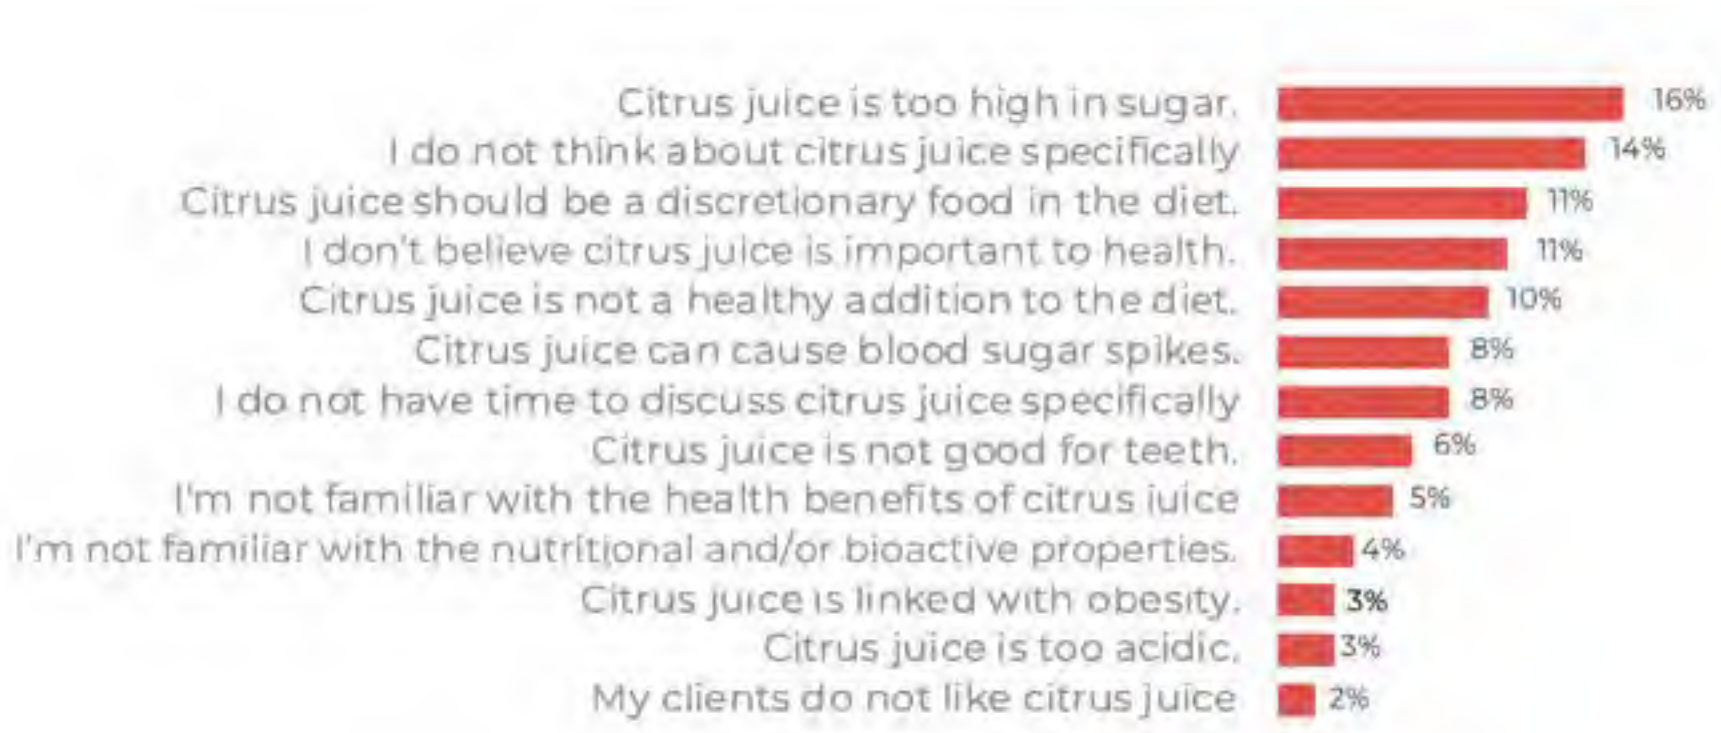 Citrus juice is too high in sugar. 16%
I do not think about citrus juice specifically 14%
Citrus juice should be a discretionary food in the diet. 11%
I don't believe citrus juice is important to health. 11%
Citrus juice is not a healthy addition to the diet. 10%
Citrus juice can cause blood sugar spikes. 8%
I do not have time to discuss citrus juice specifically 8%
Citrus juice is not good for teeth. 6%
I'm not familiar with the health benefits of citrus juice 5%
I'm not familiar with the nutritional and/or bioactive properties. 4%
Citrus juice is linked with obesity. 3%
Citrus juice is too acidic. 3%
My clients do not like citrus juice 2%